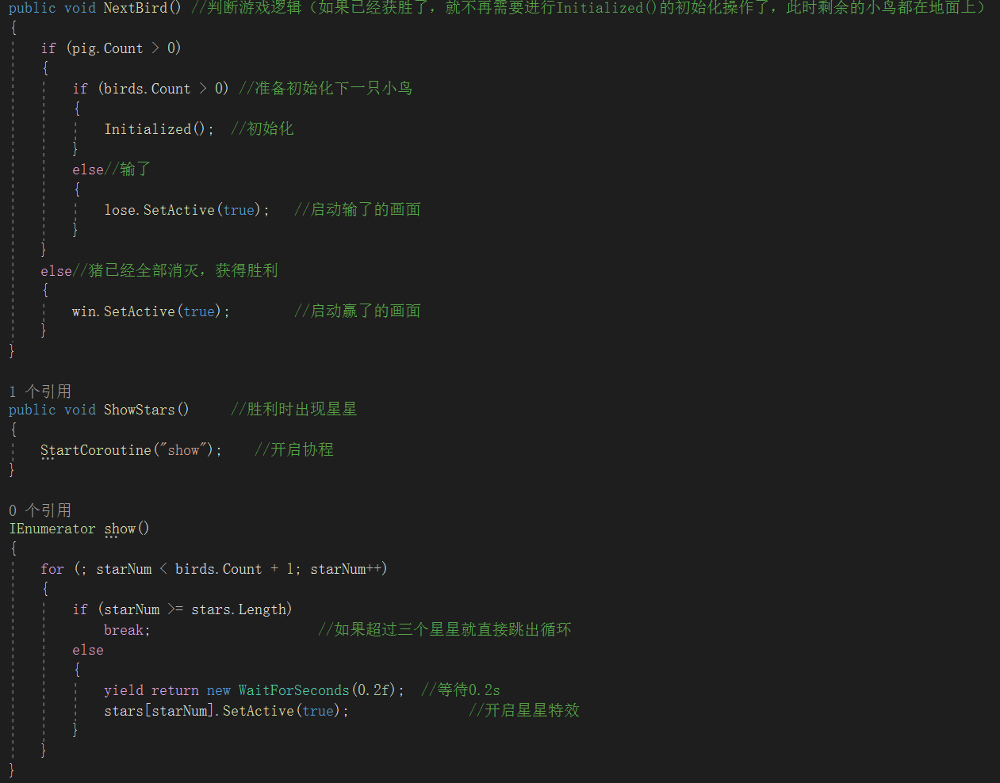 public void NextBird() //判断游戏逻辑（如果已经获胜了，就不再需要进行Initialized()的初始化操作了，此时剩余的小鸟都在地面上）
{
if (pig.Count > 0)
{
if (birds.Count > 0) //准备初始化下一只小鸟
{
Initialized(); //初始化
}
else//输了
{
lose.SetActive(true); //启动输了的画面
}
}
else//猪已经全部消灭，获得胜利
{
win.SetActive(true); //启动赢了的画面
}
}
1 个引用
public void ShowStars() //胜利时出现星星
{
StartCoroutine("show"); //开启协程
}
0 个引用
IEnumerator show()
{
for (; starNum < birds.Count + 1; starNum++)
{
if (starNum >= stars.Length)
break; //如果超过三个星星就直接跳出循环
else
{
yield return new WaitForSeconds(0.2f); //等待0.2s
stars[starNum].SetActive(true); //开启星星特效
}
}
}